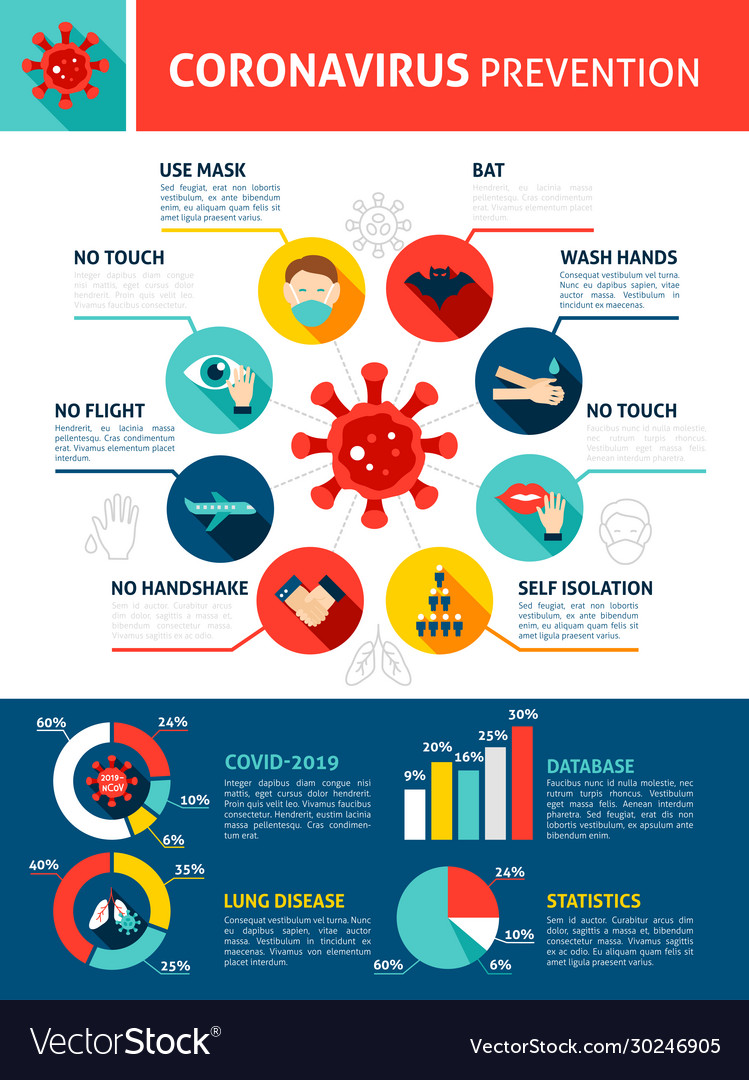 CORONAVIRUS PREVENTION
USE MASK
Sed feugiat, erat non lobortis
vestibulum, ex ante bibendum
enim, eu aliquam quam felis sit
amet ligula praesent varius.
BAT
Hendrerit, eu lacinia massa
pellentesqu. Cras condimentum
erat. Vivamus elementum placet
interdum.
NO TOUCH
Integer dapibus diam congue
nisi mattis, eget cursus dolor
hendrerit. Proin quis velit leo.
Vivamus faucibus consectetur.
WASH HANDS
Consequat vestibulum vel turna.
Nunc eu dapibus sapien, vitae
auctor massa. Vestibulum in
tincidunt ex maecenas.
NO FLIGHT
Hendrerit, eu lacinia massa
pellentesqu. Cras condimentum
erat. Vivamus elementum placet
interdum.
NO TOUCH
Faucibus nunc id nulla molestie,
nec rutrum turpis rhoncus.
Vestibulum eget massa felis.
Aenean interdum pharetra.
NO HANDSHAKE
Sem id auctor. Curabitur arcus
diam dolor, sagittis a massa et,
bibendum consectetur massa.
Vivamus sagittis ex ac odio.
SELF ISOLATION
Sed feugiat, erat non lobortis
vestibulum, ex ante bibendum
enim, eu aliquam quam felis sit
amet ligula praesent varius.
60%
24%
10%
6%
2019-
nCoV
COVID-2019
Integer dapibus diam congue nisi
mattis, eget cursus dolor hendrerit.
Proin quis velit leo. Vivamus faucibus
consectetur. Hendrerit, eustim lacinia
massa pellentesqu. Cras condimen-
tum erat.
9%
20%
16%
25%
30%
DATABASE
Faucibus nunc id nulla molestie, nec
rutrum turpis rhoncus. Vestibulum
eget massa felis. Aenean interdum
pharetra. Sed feugiat, erat dis non
lobortis vestibulum, ex apsulum ante
bibendum enim.
40%
35%
25%
LUNG DISEASE
Consequat vestibulum vel turna. Nunc
eu dapibus sapien, vitae auctor
massa. Vestibulum in tincidunt ex
maecenas. Vivamus von elementum
placet interdum.
24%
10%
6%
60%
STATISTICS
Sem id auctor. Curabitur arcus diam
dolor, sagittis a massa et, bibendum
consectetur massa. Vivamus sagittis
ex ac odio. Eu aliquam quam felis sit
amet ligula praesent varius.
VectorStock®
VectorStock.com/30246905